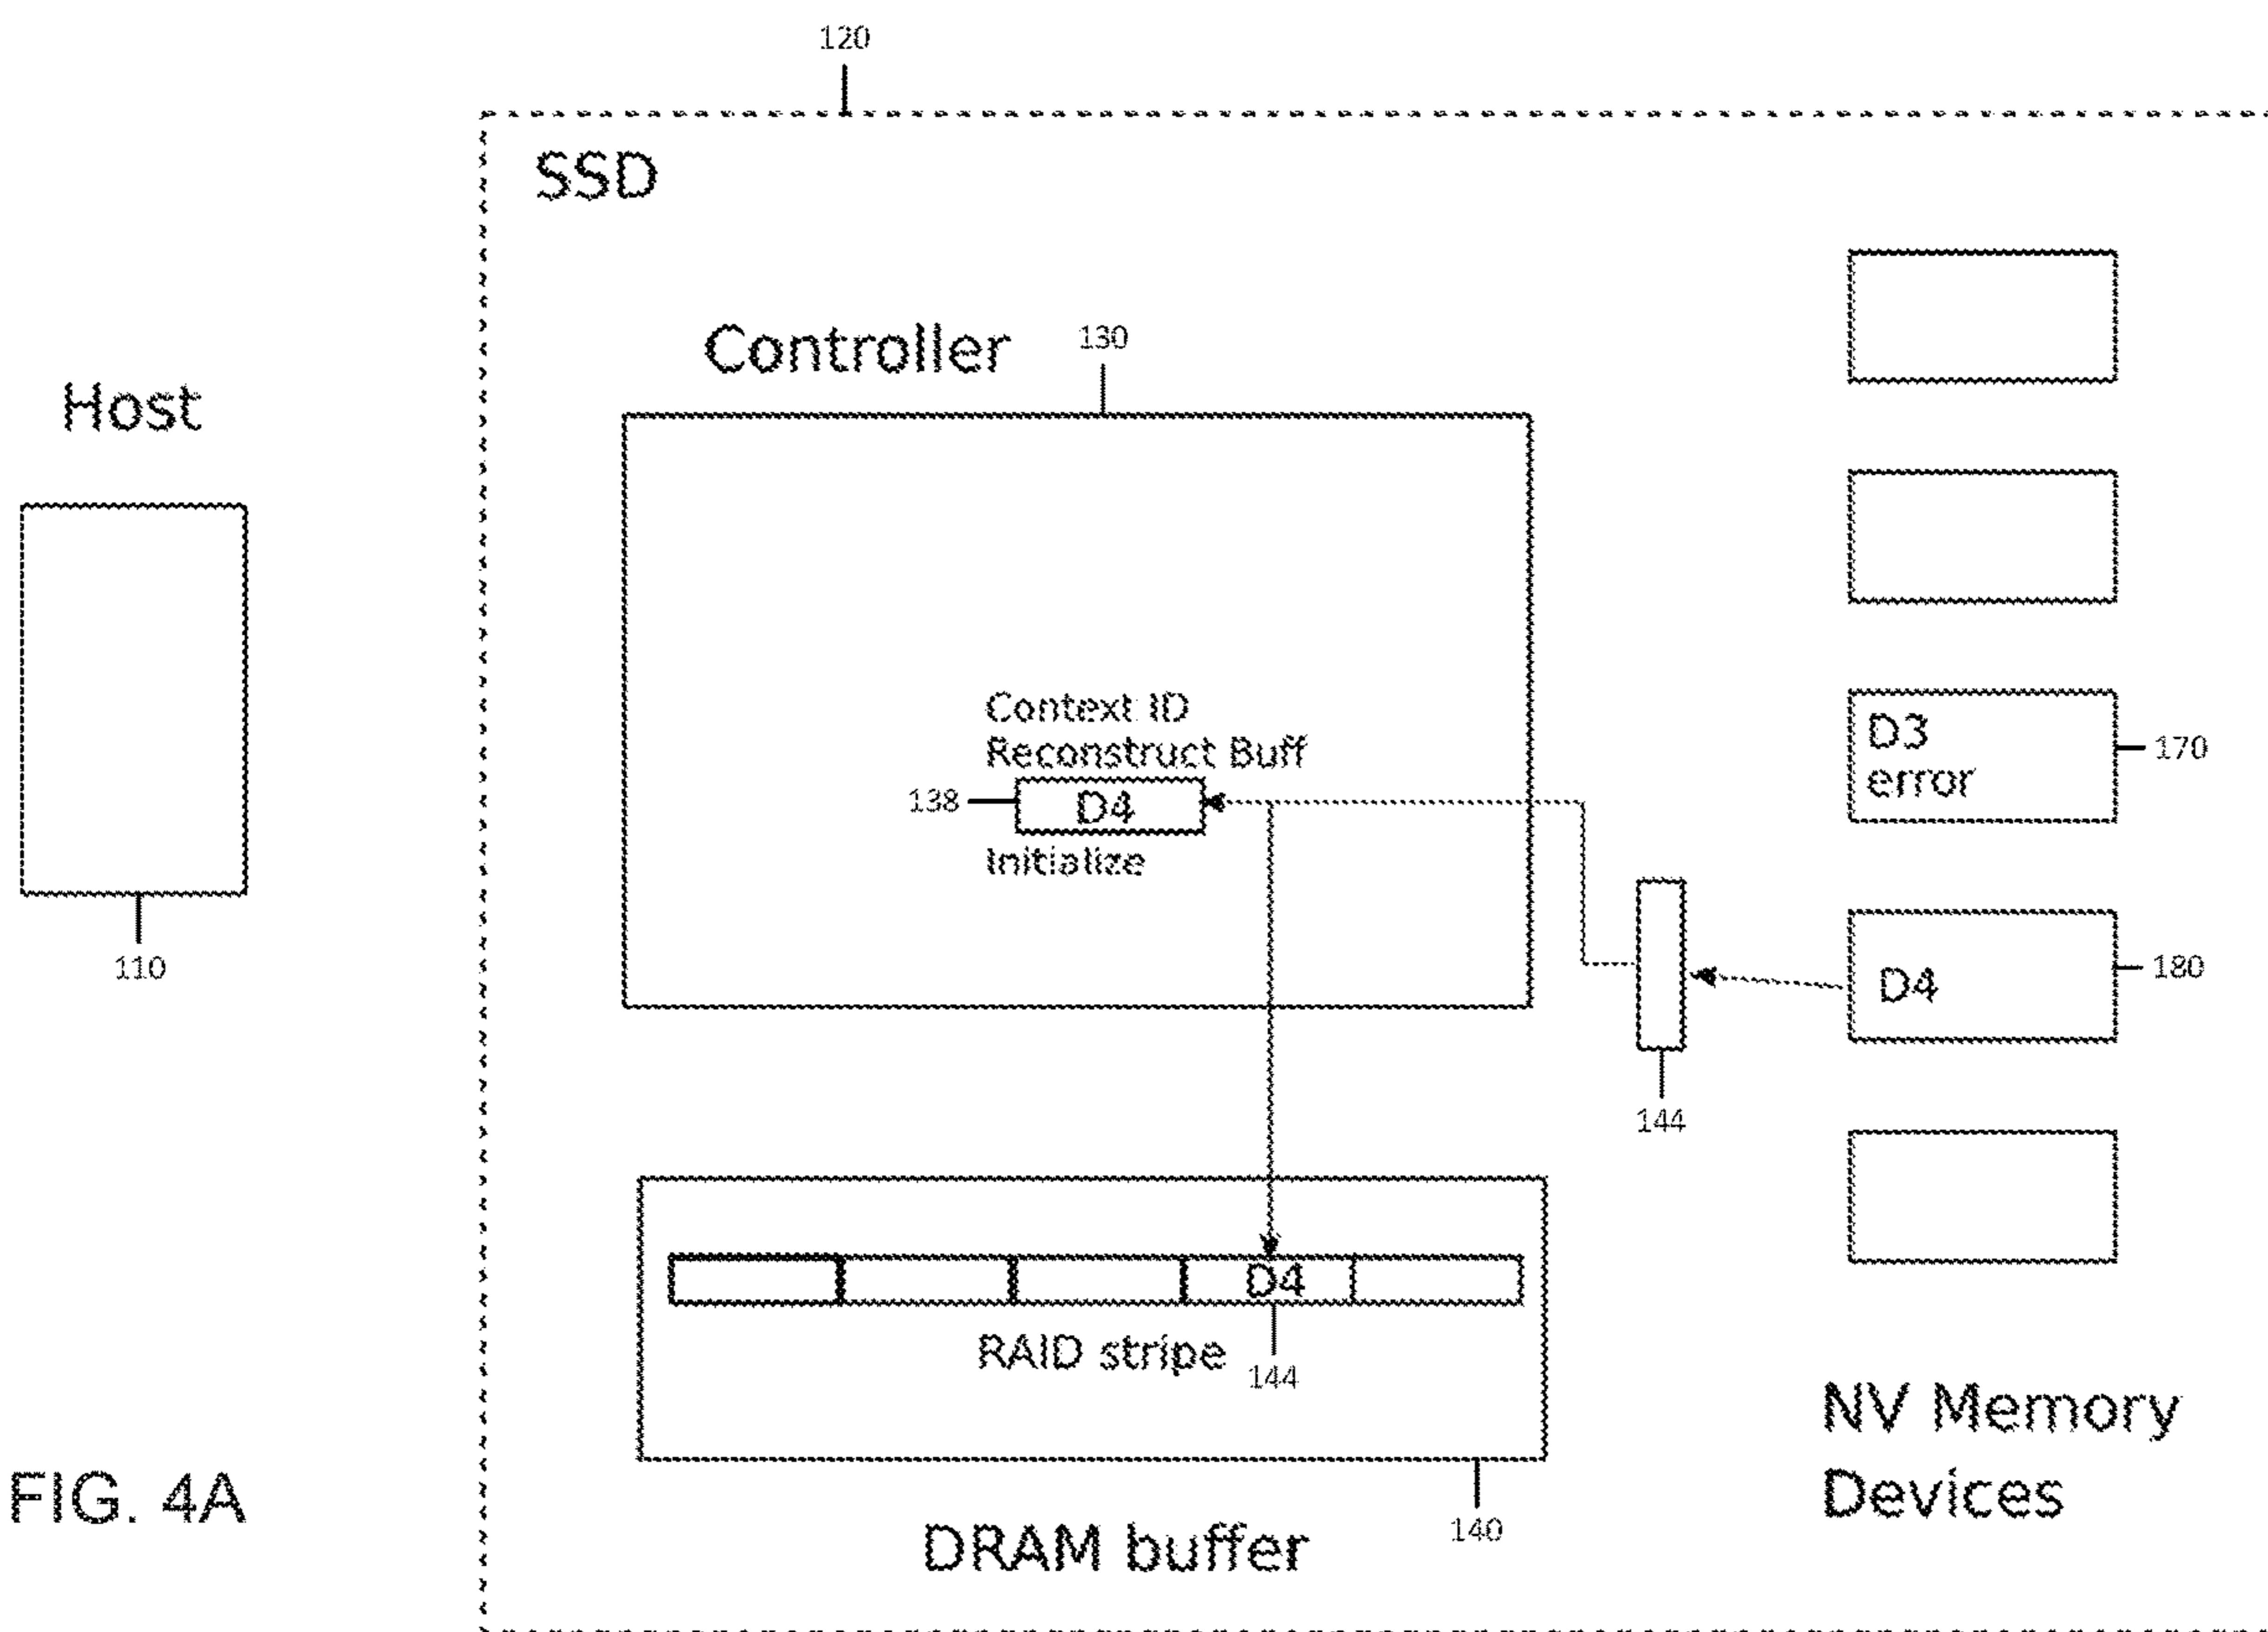 120
SSD
Controller
130
Host
Context ID
Reconstruct Buff
138
D4
Initialize
D3
error
170
110
D4
180
144
D4
RAID stripe
144
NV Memory
Devices
FIG. 4A
140
DRAM buffer